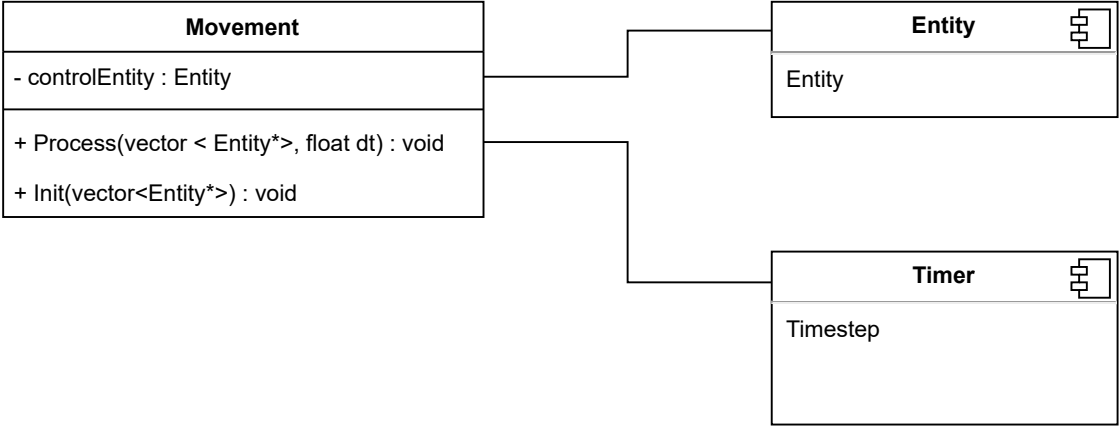 Movement
- controlEntity : Entity
+ Process(vector < Entity*>, float dt) : void
+ Init(vector<Entity*>) : void
Entity
Entity
Timer
Timestep